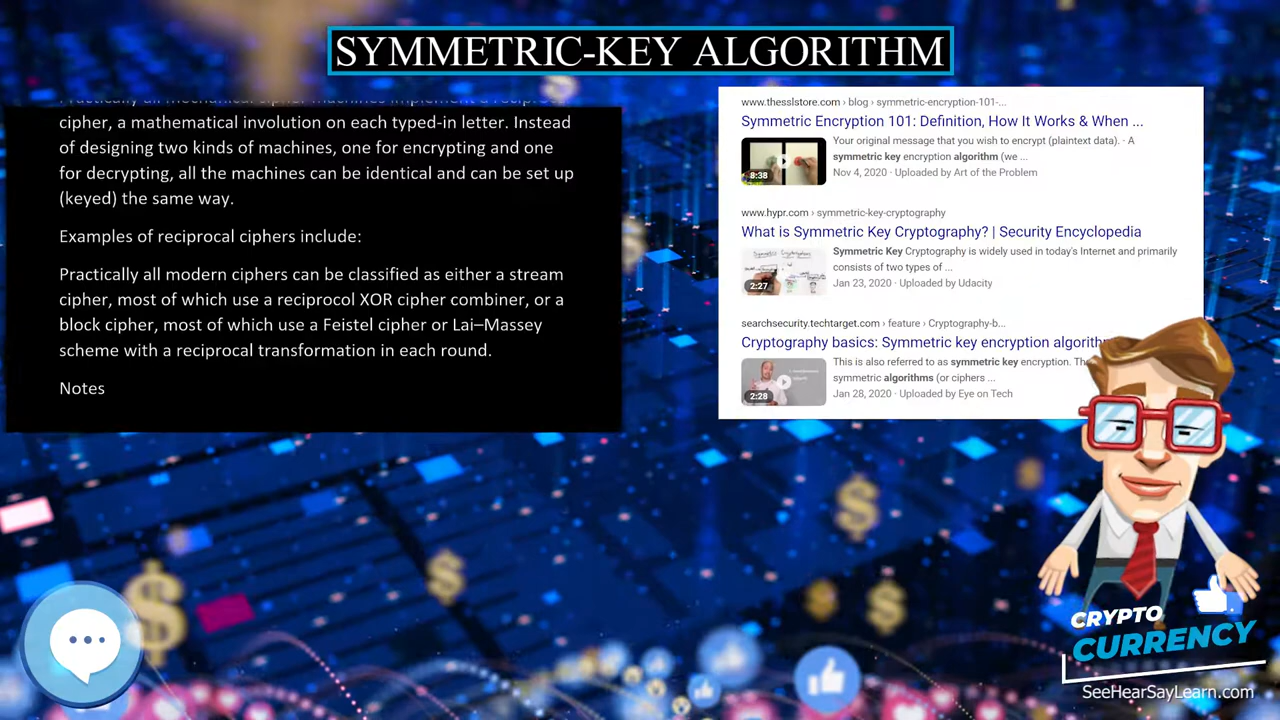 SYMMETRIC-KEY ALGORITHM
Practically all mechanical cipher machines implement a reciprocal
cipher, a mathematical involution on each typed-in letter. Instead
of designing two kinds of machines, one for encrypting and one
for decrypting, all the machines can be identical and can be set up
(keyed) the same way.
Examples of reciprocal ciphers include:
Practically all modern ciphers can be classified as either a stream
cipher, most of which use a reciprocol XOR cipher combiner, or a
block cipher, most of which use a Feistel cipher or Lai–Massey
scheme with a reciprocal transformation in each round.
Notes
www.thesslstore.com › blog › symmetric-encryption-101-...
Symmetric Encryption 101: Definition, How It Works & When ...
Your original message that you wish to encrypt (plaintext data). · A
symmetric key encryption algorithm (we ...
8:38
Nov 4, 2020 · Uploaded by Art of the Problem
www.hypr.com › symmetric-key-cryptography
What is Symmetric Key Cryptography? | Security Encyclopedia
Symmetric Key Cryptography is widely used in today's Internet and primarily
consists of two types of ...
2:27
Jan 23, 2020 · Uploaded by Udacity
searchsecurity.techtarget.com › feature › Cryptography-b...
Cryptography basics: Symmetric key encryption algorith
This is also referred to as symmetric key encryption.
symmetric algorithms (or ciphers ...
2:28
Jan 28, 2020 · Uploaded by Eye on Tech
CRYPTO
CURRENCY
SeeHearSayLearn.com